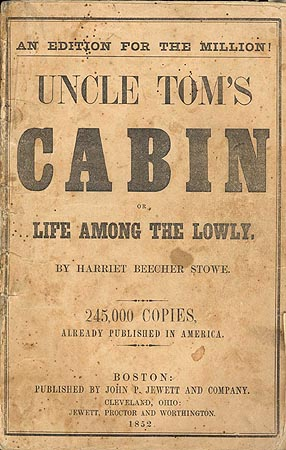 AN EDITION FOR THE MILLION!
UNCLE TOM'S
CABIN
OR,
LIFE AMONG THE LOWLY.
BY HARRIET BEECHER STOWE.
245,000 COPIES,
ALREADY PUBLISHED IN AMERICA.
BOSTON:
PUBLISHED BY JOHN P. JEWETT AND COMPANY.
CLEVELAND, OHIO:
JEWETT, PROCTOR AND WORTHINGTON.
1852